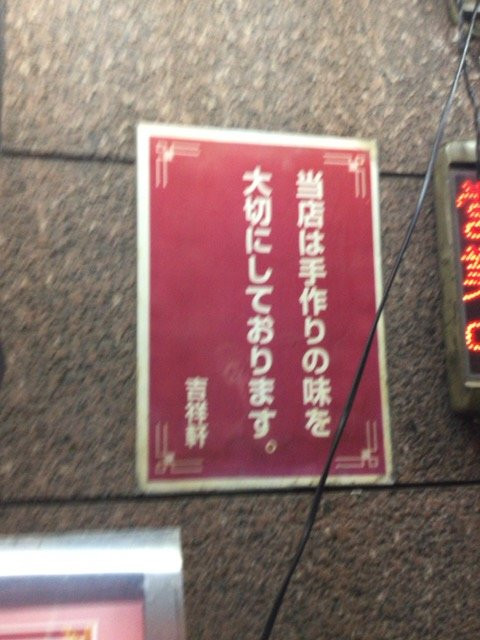 当店は手作りの味を
大切にしております。
吉祥軒